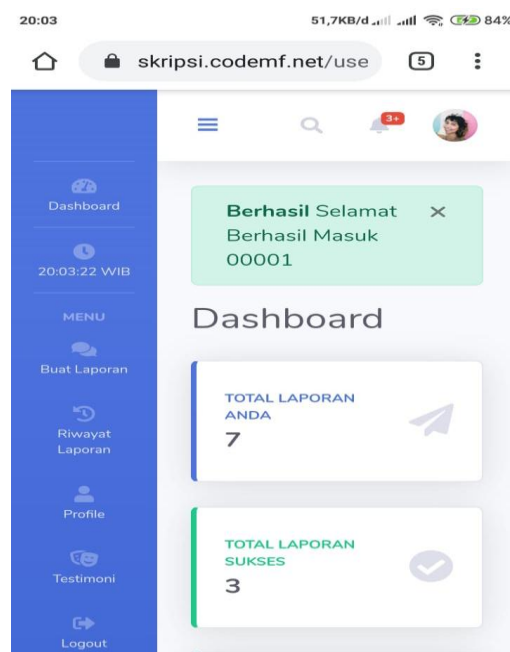 20:03
51,7KB/d
84%
skripsi.codemf.net/use
5
3+
Dashboard
20:03:22 WIB
MENU
Buat Laporan
Riwayat
Laporan
Profile
Testimoni
Logout
Berhasil Selamat ×
Berhasil Masuk
00001
Dashboard
TOTAL LAPORAN
ANDA
7
TOTAL LAPORAN
SUKSES
3